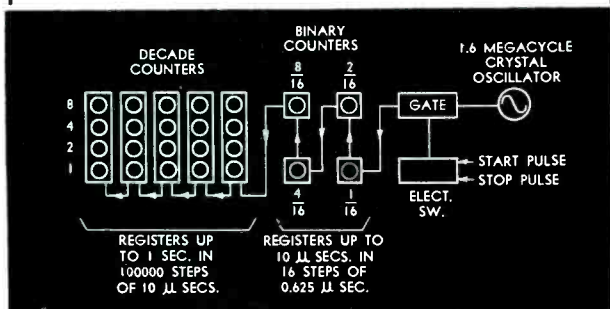 DECADE
COUNTERS
BINARY
COUNTERS
1.6 MEGACYCLE
CRYSTAL
OSCILLATOR
8
4
2
1
8
16
2
16
4
16
1
16
GATE
START PULSE
STOP PULSE
ELECT.
SW.
REGISTERS UP
TO 1 SEC. IN
100000 STEPS
OF 10 µ SECS.
REGISTERS UP TO
10 µ SECS. IN
16 STEPS OF
0.625 µ SEC.